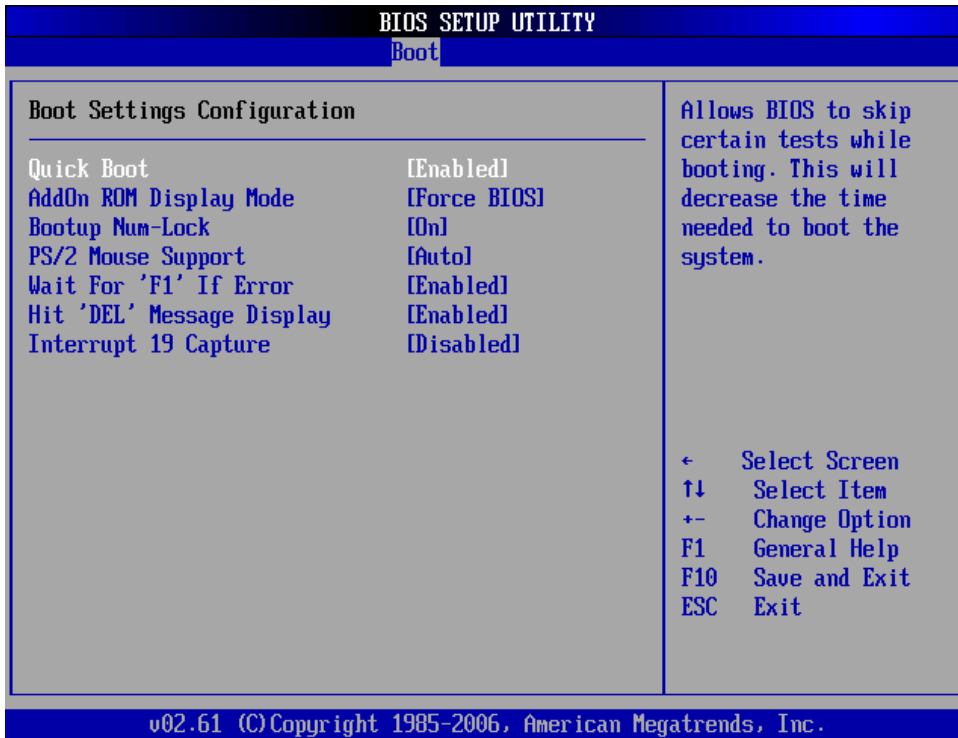 BIOS SETUP UTILITY
Boot
Boot Settings Configuration
Quick Boot [Enabled]
AddOn ROM Display Mode [Force BIOS]
Bootup Num-Lock [On]
PS/2 Mouse Support [Auto]
Wait For 'F1' If Error [Enabled]
Hit 'DEL' Message Display [Enabled]
Interrupt 19 Capture [Disabled]
Allows BIOS to skip
certain tests while
booting. This will
decrease the time
needed to boot the
system.
← Select Screen
↑↓ Select Item
+- Change Option
F1 General Help
F10 Save and Exit
ESC Exit
v02.61 (C)Copyright 1985-2006, American Megatrends, Inc.